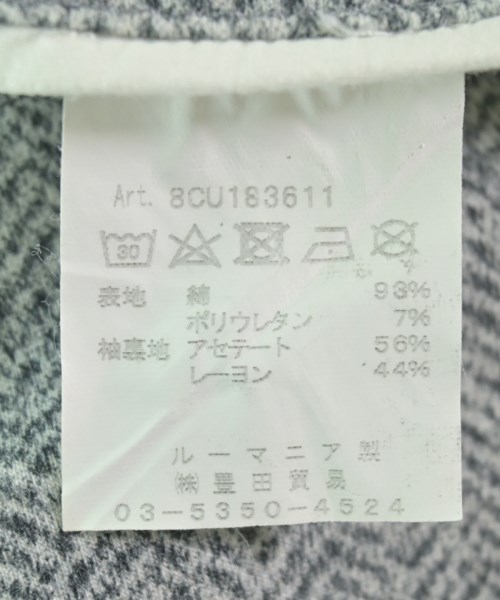 Art. 8CU183611
30
表地 綿 93%
ポリウレタン 7%
袖裏地 アセテート 56%
レーヨン 44%
ルーマニア製
㈱豊田貿易
03-5350-4524